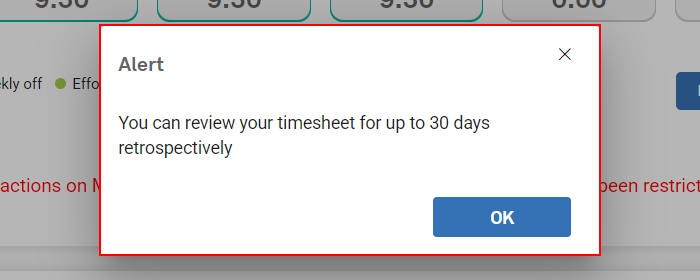 9.30 9.30 9.30 0.00
kly off Effo
Alert
You can review your timesheet for up to 30 days
retrospectively
actions on
been restrict
OK